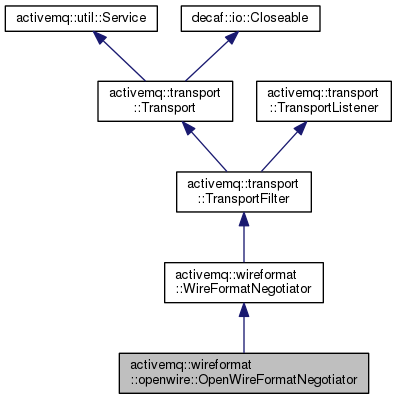 activemq::util::Service
decaf::io::Closeable
activemq::transport
::Transport
activemq::transport
::TransportListener
activemq::transport
::TransportFilter
activemq::wireformat
::WireFormatNegotiator
activemq::wireformat
::openwire::OpenWireFormatNegotiator